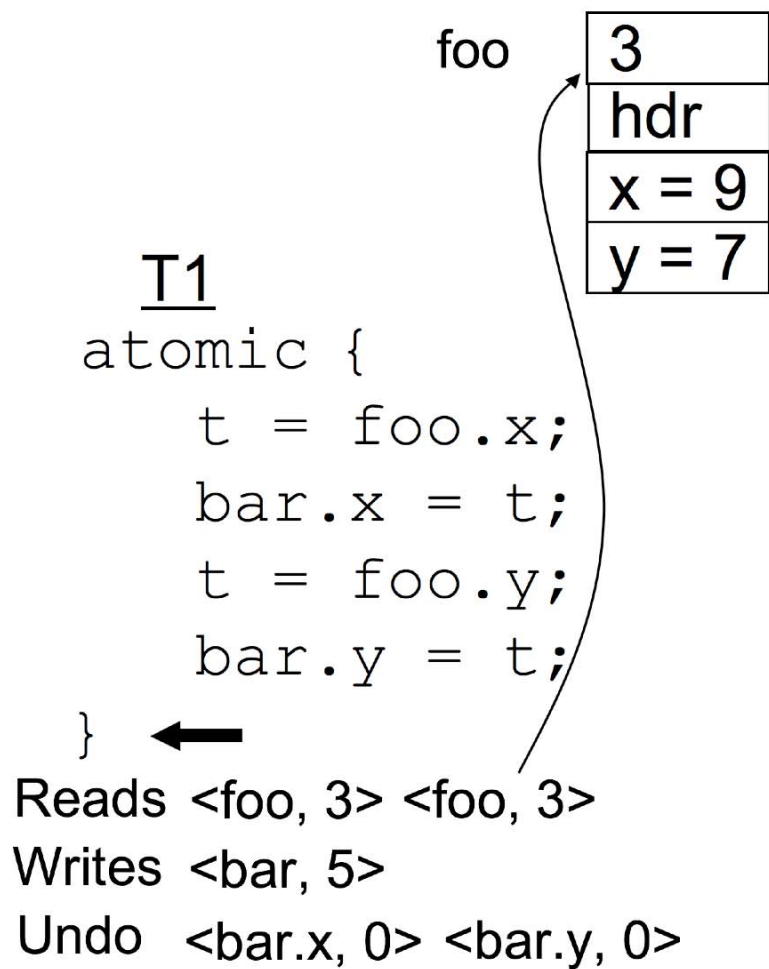 foo
3
hdr
x = 9
y = 7
T1
atomic {
t = foo.x;
bar.x = t;
t = foo.y;
bar.y = t;
}
Reads <foo, 3> <foo, 3>
Writes <bar, 5>
Undo <bar.x, 0> <bar.y, 0>